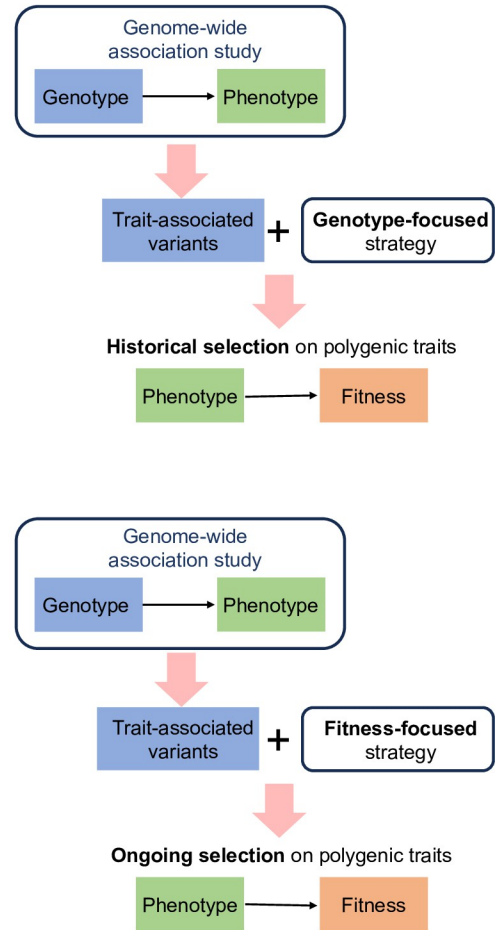 Genome-wide
association study
Genotype
Phenotype
Trait-associated
variants
+
Genotype-focused
strategy
Historical selection on polygenic traits
Phenotype
Fitness
Genome-wide
association study
Genotype
Phenotype
Trait-associated
variants
+
Fitness-focused
strategy
Ongoing selection on polygenic traits
Phenotype
Fitness